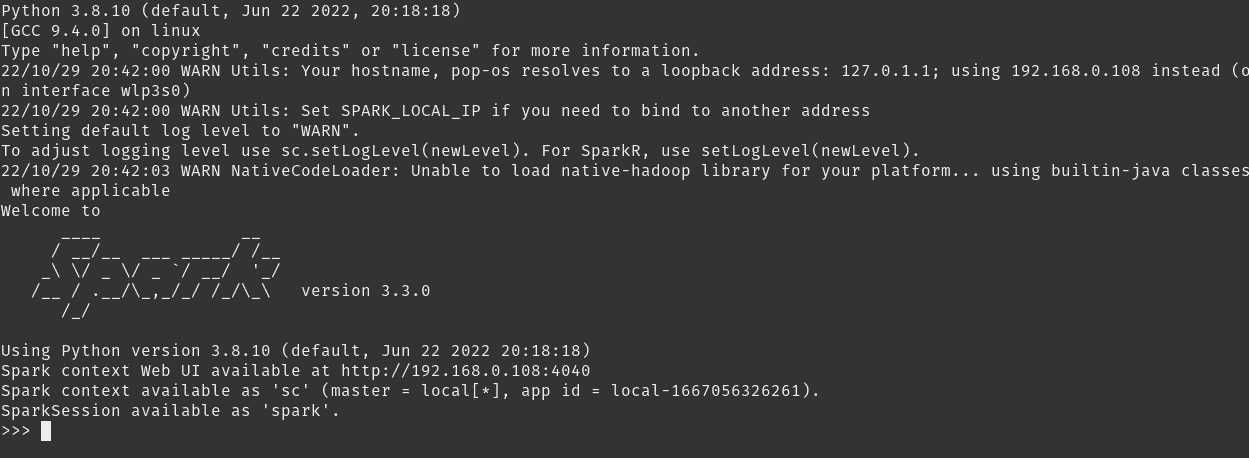 Python 3.8.10 (default, Jun 22 2022, 20:18:18)
[GCC 9.4.0] on linux
Type "help", "copyright", "credits" or "license" for more information.
22/10/29 20:42:00 WARN Utils: Your hostname, pop-os resolves to a loopback address: 127.0.1.1; using 192.168.0.108 instead (o
n interface wlp3s0)
22/10/29 20:42:00 WARN Utils: Set SPARK_LOCAL_IP if you need to bind to another address
Setting default log level to "WARN".
To adjust logging level use sc.setLogLevel(newLevel). For SparkR, use setLogLevel(newLevel).
22/10/29 20:42:03 WARN NativeCodeLoader: Unable to load native-hadoop library for your platform... using builtin-java classes
 where applicable
Welcome to
      ____              __
     / __/__  ___ _____/ /__
    _\ \/ _ \/ _ `/ __/  '_/
   /__ / .__/\_,_/_/ /_/\_\   version 3.3.0
      /_/

Using Python version 3.8.10 (default, Jun 22 2022 20:18:18)
Spark context Web UI available at http://192.168.0.108:4040
Spark context available as 'sc' (master = local[*], app id = local-1667056326261).
SparkSession available as 'spark'.
>>>